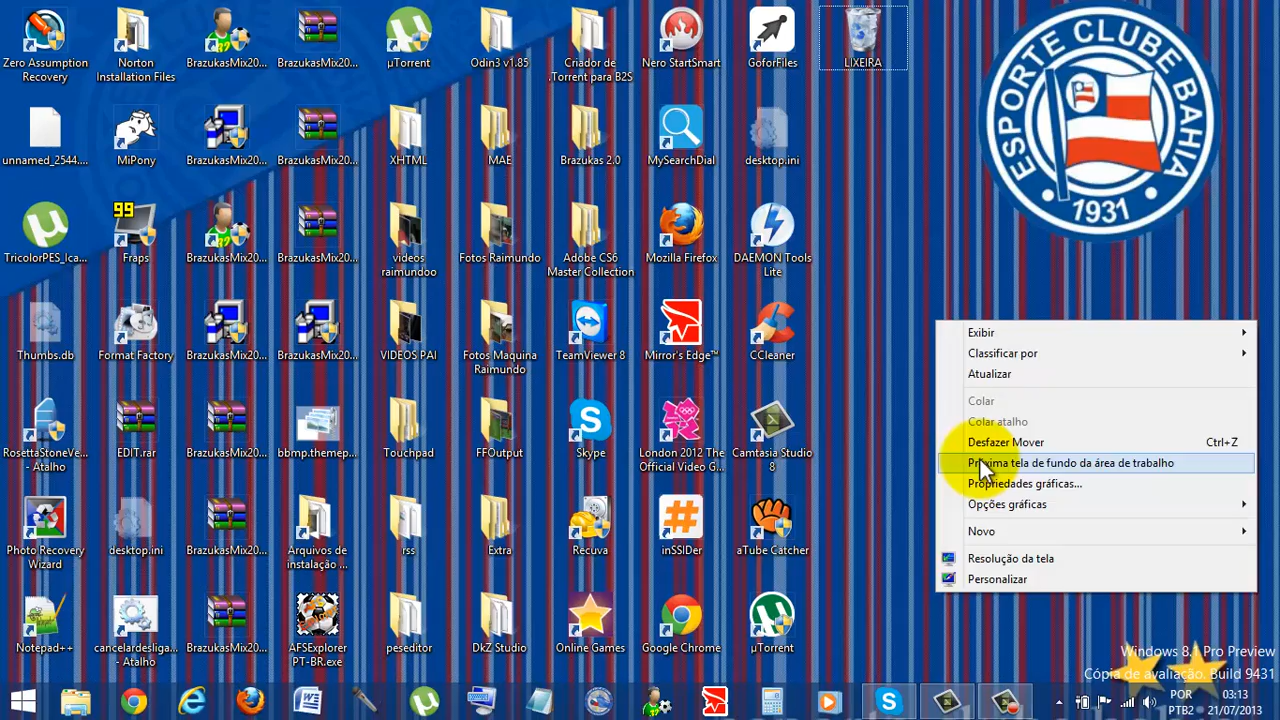 Zero Assumption
Recovery
Norton
Installation Files
BrazukasMix20...
BrazukasMix20...
µTorrent
Odin3 v1.85
Criador de
.Torrent para B2S
Nero StartSmart
GoforFiles
LIXEIRA
ESPORTE CLUBE BAHIA
1931
unnamed_2544....
MiPony
BrazukasMix20...
BrazukasMix20...
XHTML
MAE
Brazukas 2.0
MySearchDial
desktop.ini
99
TricolorPES_Ica...
Fraps
BrazukasMix20...
BrazukasMix20...
videos
raimundoo
Fotos Raimundo
Adobe CS6
Master Collection
Mozilla Firefox
DAEMON Tools
Lite
Thumbs.db
Format Factory
BrazukasMix20...
BrazukasMix20...
VIDEOS PAI
Fotos Maquina
Raimundo
TeamViewer 8
Mirror's Edge™
CCleaner
RosettaStoneVe...
- Atalho
EDIT.rar
BrazukasMix20...
bbmp.themep...
Touchpad
FFOutput
Skype
London 2012 The
Official Video G...
Camtasia Studio
8
Photo Recovery
Wizard
desktop.ini
BrazukasMix20...
Arquivos de
instalação ...
rss
Extra
Recuva
inSSIDer
aTube Catcher
Notepad++
cancelardesliga...
- Atalho
BrazukasMix20...
AFSExplorer
PT-BR.exe
peseditor
DkZ Studio
Online Games
Google Chrome
µTorrent
Exibir
Classificar por
Atualizar
Colar
Colar atalho
Desfazer Mover Ctrl+Z
Próxima tela de fundo da área de trabalho
Propriedades gráficas...
Opções gráficas
Novo
Resolução da tela
Personalizar
Windows 8.1 Pro Preview
Cópia de avaliação. Build 9431
POR
PTB2
03:13
21/07/2013